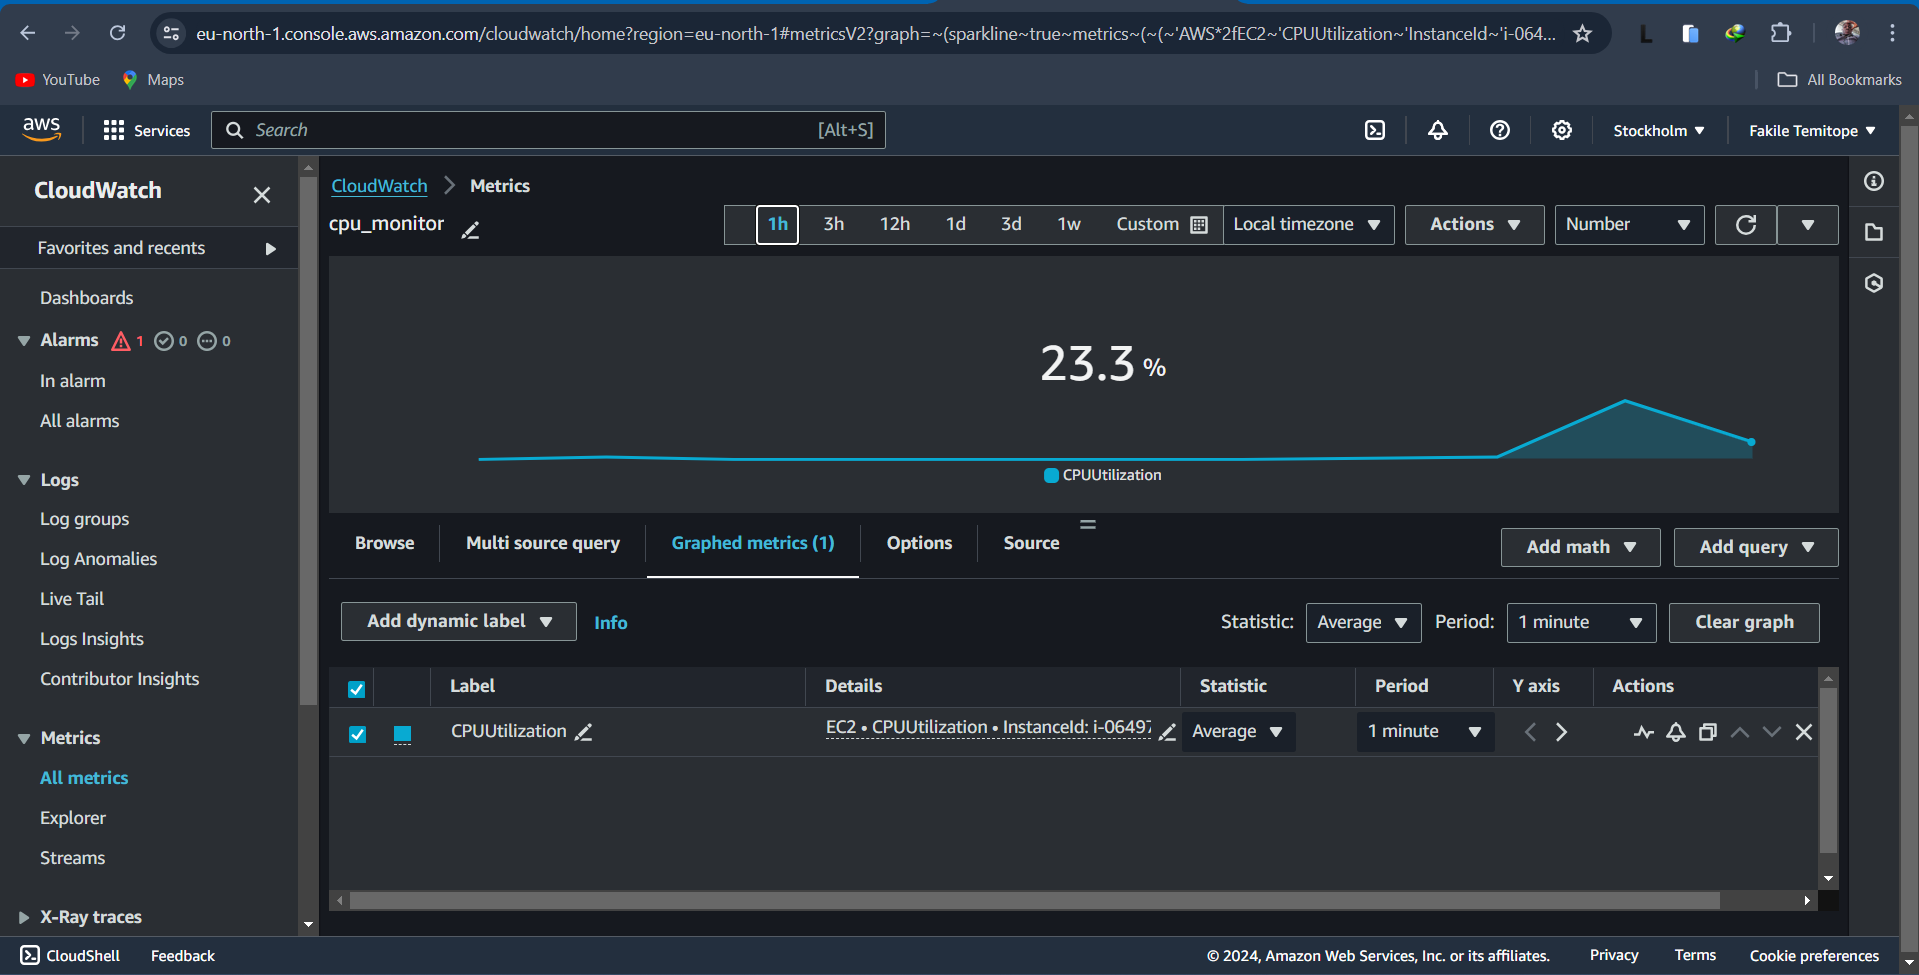 eu-north-1.console.aws.amazon.com/cloudwatch/home?region=eu-north-1#metricsV2?graph=~(sparkline~true~metrics~(~(~'AWS*2fEC2~'CPUUtilization~'InstanceId~'i-064...
YouTube Maps All Bookmarks
aws Services Search [Alt+S] Stockholm Fakile Temitope
CloudWatch
Favorites and recents
Dashboards
Alarms 1 0 0
In alarm
All alarms
Logs
Log groups
Log Anomalies
Live Tail
Logs Insights
Contributor Insights
Metrics
All metrics
Explorer
Streams
X-Ray traces
CloudWatch Metrics
cpu_monitor 1h 3h 12h 1d 3d 1w Custom Local timezone Actions Number
23.3 %
CPUUtilization
Browse Multi source query Graphed metrics (1) Options Source Add math Add query
Add dynamic label Info Statistic: Average Period: 1 minute Clear graph
Label Details Statistic Period Y axis Actions
CPUUtilization EC2 • CPUUtilization • InstanceId: i-06497 Average 1 minute
CloudShell Feedback © 2024, Amazon Web Services, Inc. or its affiliates. Privacy Terms Cookie preferences